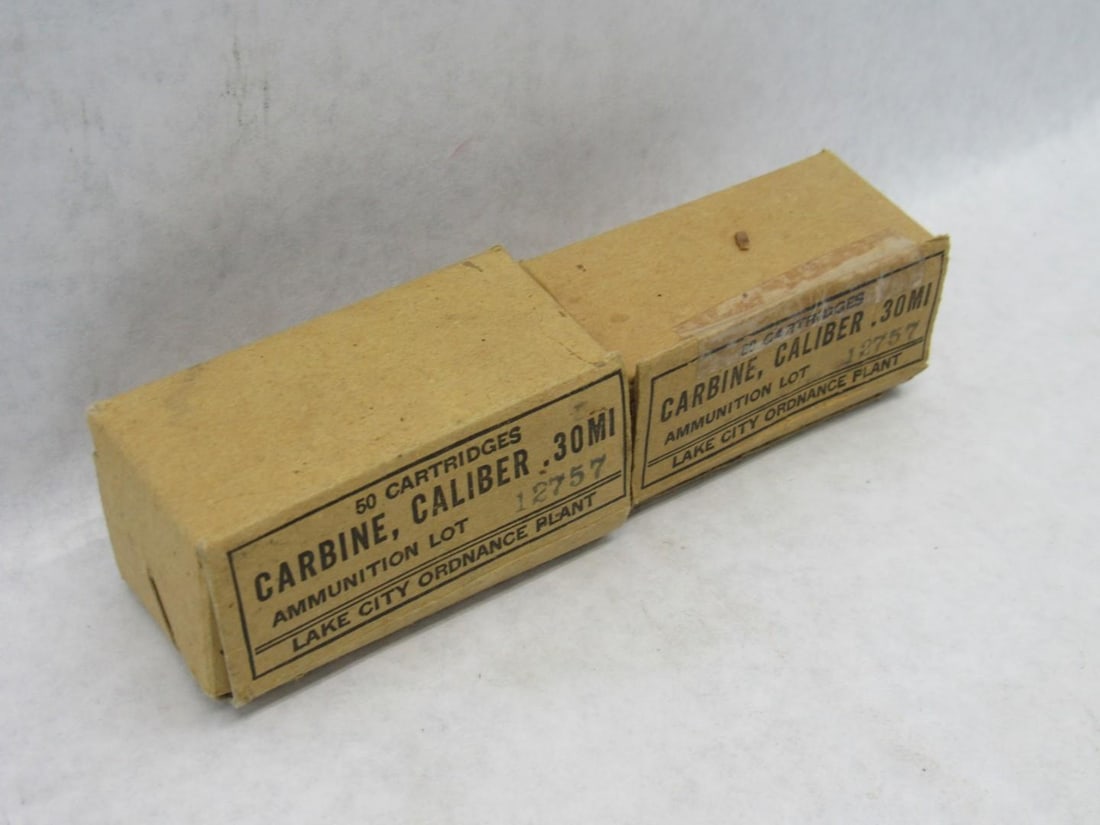 50 CARTRIDGES
CARBINE, CALIBER .30M1
AMMUNITION LOT 12757
LAKE CITY ORDNANCE PLANT
50 CARTRIDGES
CARBINE, CALIBER .30M1
AMMUNITION LOT 12757
LAKE CITY ORDNANCE PLANT